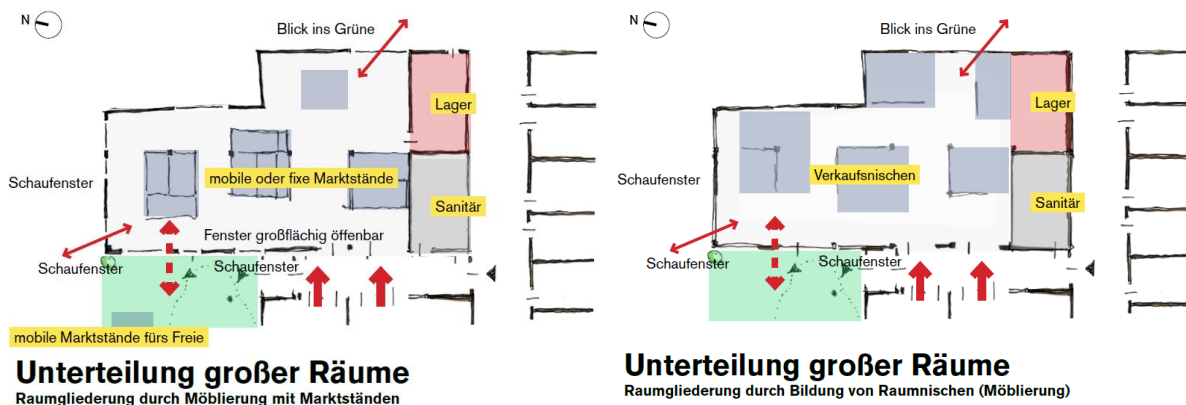 N
Blick ins Grüne
Lager
mobile oder fixe Marktstände
Schaufenster
Sanitär
Fenster großflächig öffenbar
Schaufenster
Schaufenster
mobile Marktstände fürs Freie
Unterteilung großer Räume
Raumgliederung durch Möblierung mit Marktständen
N
Blick ins Grüne
Lager
Verkaufsnischen
Schaufenster
Sanitär
Schaufenster
Schaufenster
Unterteilung großer Räume
Raumgliederung durch Bildung von Raumnischen (Möblierung)